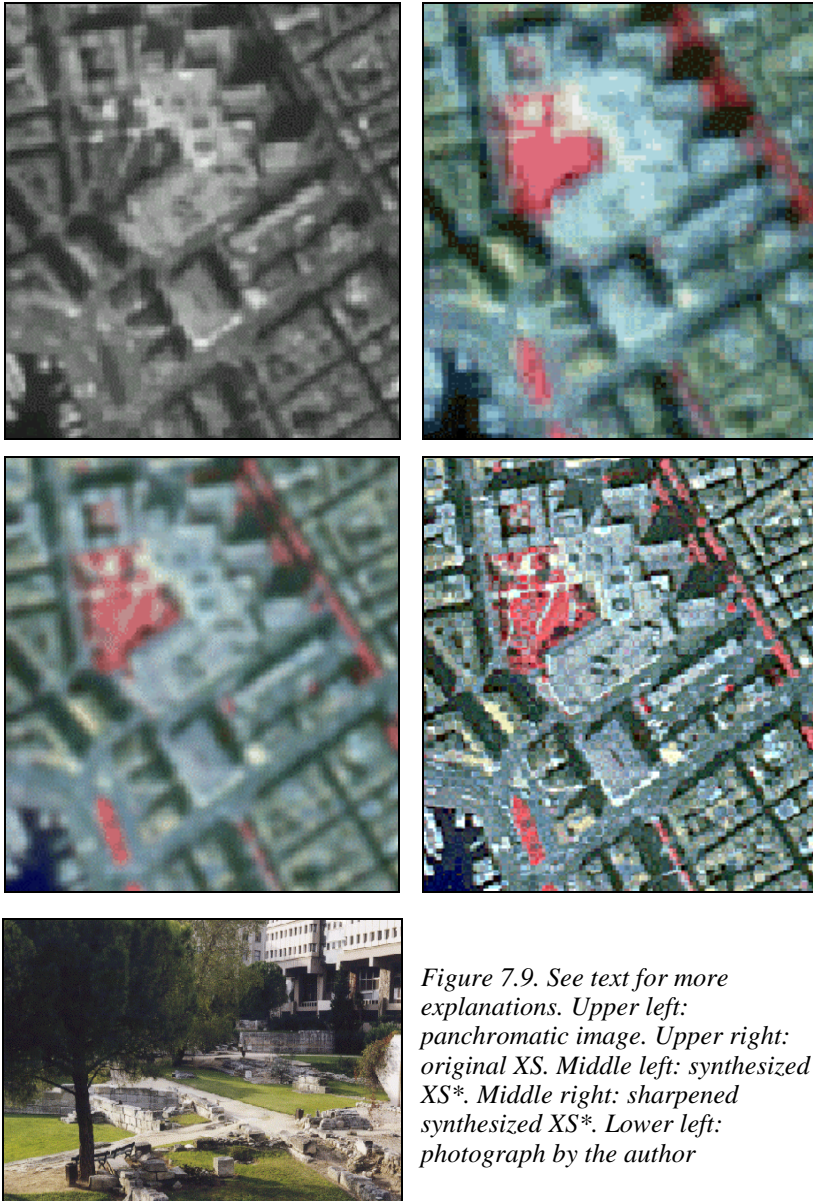 Figure 7.9. See text for more
explanations. Upper left:
panchromatic image. Upper right:
original XS. Middle left: synthesized
XS*. Middle right: sharpened
synthesized XS*. Lower left:
photograph by the author